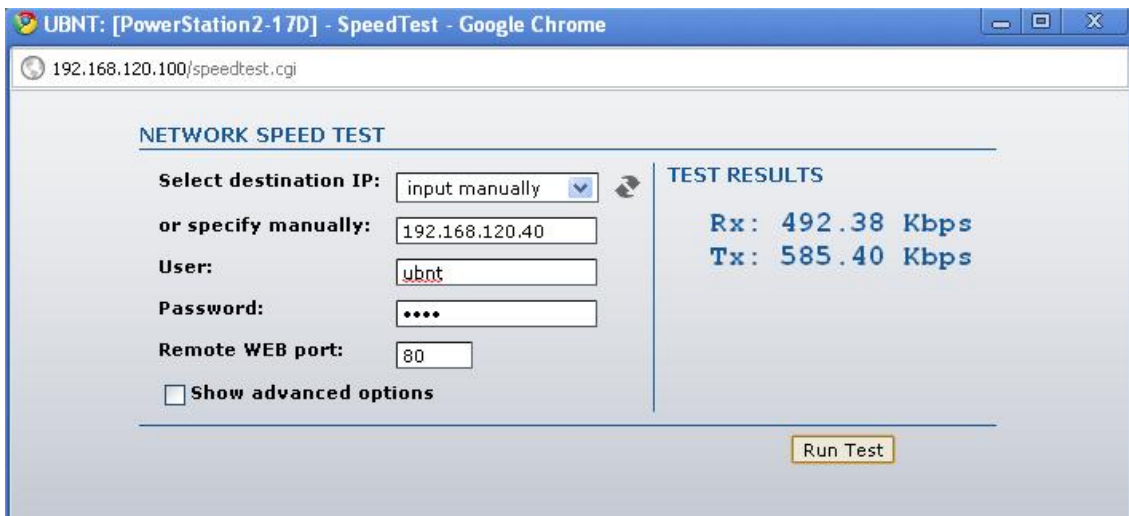 UBNT: [PowerStation2-17D] - SpeedTest - Google Chrome
192.168.120.100/speedtest.cgi
NETWORK SPEED TEST
Select destination IP: input manually
or specify manually: 192.168.120.40
User: ubnt
Password: ••••
Remote WEB port: 80
Show advanced options
TEST RESULTS
Rx: 492.38 Kbps
Tx: 585.40 Kbps
Run Test